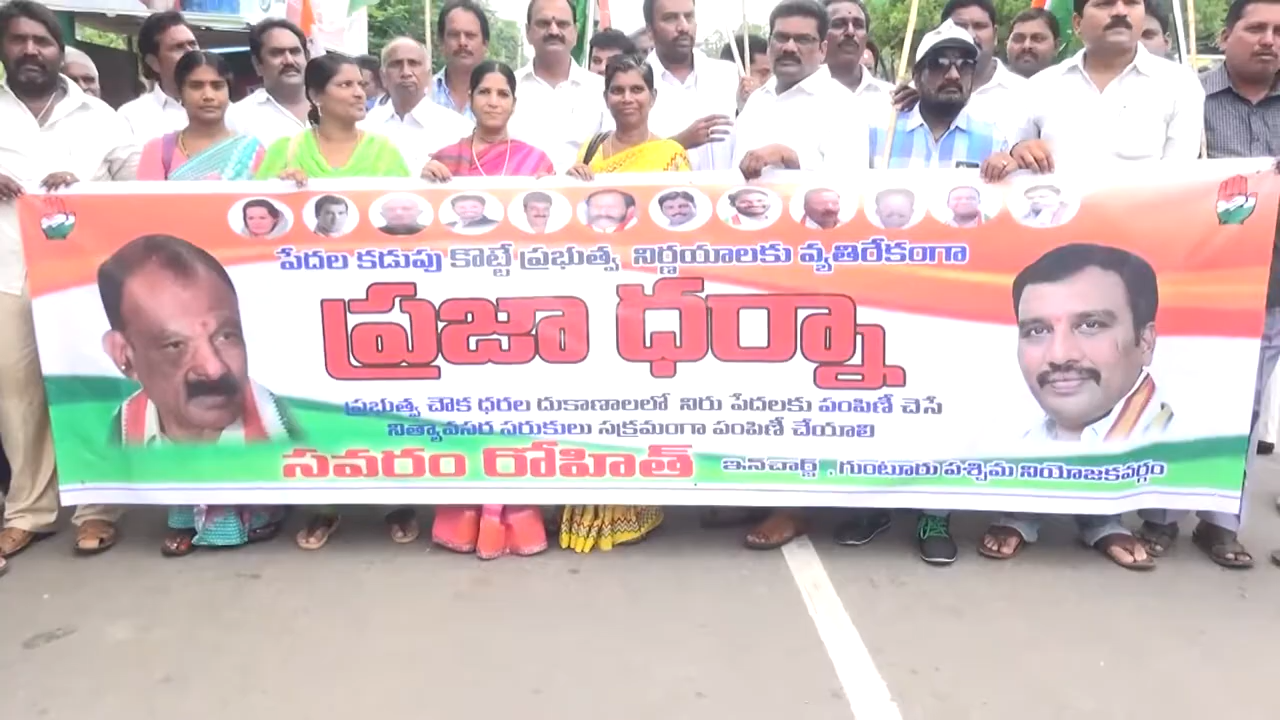 పేదల కడుపు కొట్టే ప్రభుత్వ నిర్ణయాలకు వ్యతిరేకంగా
ప్రజా ధర్నా
ప్రభుత్వ చౌక ధరల దుకాణాలలో నిరు పేదలకు పంపిణీ చెసే
నిత్యావసర సరుకులు సక్రమంగా పంపిణీ చేయాలి
సవరం రోహిత్
ఇన్‌చార్జ్ , గుంటూరు పశ్చిమ నియోజకవర్గం